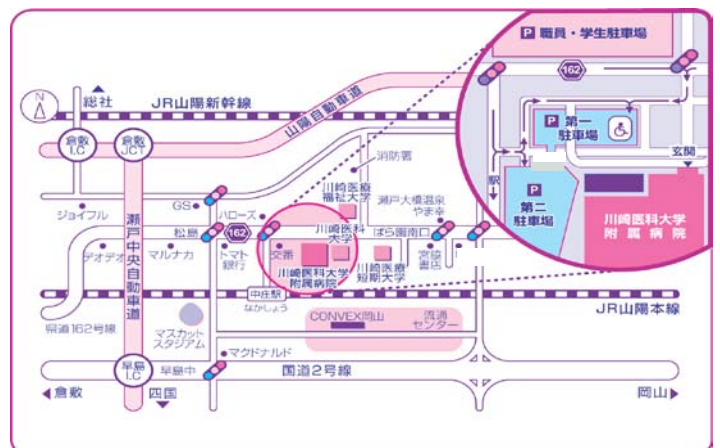 N
総社
JR山陽新幹線
山陽自動車道
倉敷
I.C
倉敷
JCT
消防署
川崎医療
福祉大学
瀬戸大橋温泉
やま幸
GS
ジョイフル
ハローズ
松島
162
川崎医科
大学
ばら園南口
デオデオ
マルナカ
トマト
銀行
交番
川崎医科大学
附属病院
川崎医療
短期大学
宮脇
書店
瀬戸中央自動車道
中庄駅
なかしょう
JR山陽本線
県道162号線
マスカット
スタジアム
CONVEX岡山
流通
センター
マクドナルド
早島
I.C
早島中
国道2号線
倉敷
四国
岡山
P 職員・学生駐車場
162
P 第一
駐車場
玄関
駅
P
第二
駐車場
川崎医科大学
附属病院